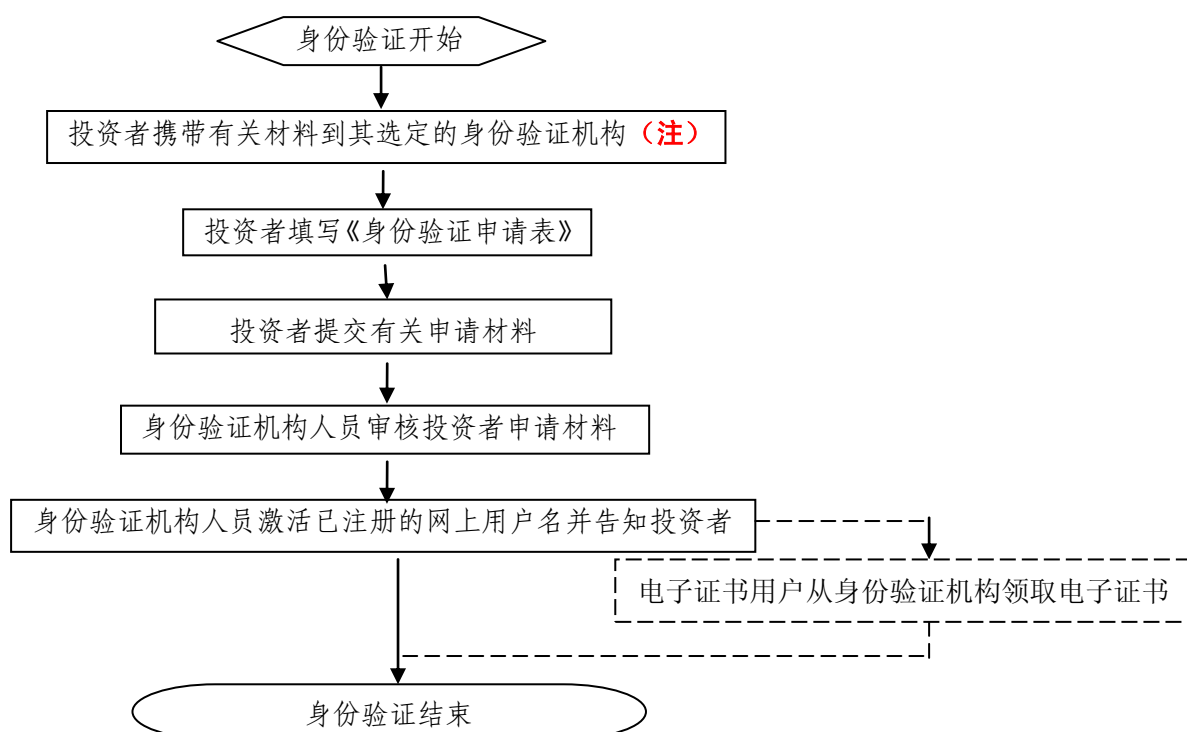 身份验证开始
投资者携带有关材料到其选定的身份验证机构（注）
投资者填写《身份验证申请表》
投资者提交有关申请材料
身份验证机构人员审核投资者申请材料
身份验证机构人员激活已注册的网上用户名并告知投资者
电子证书用户从身份验证机构领取电子证书
身份验证结束